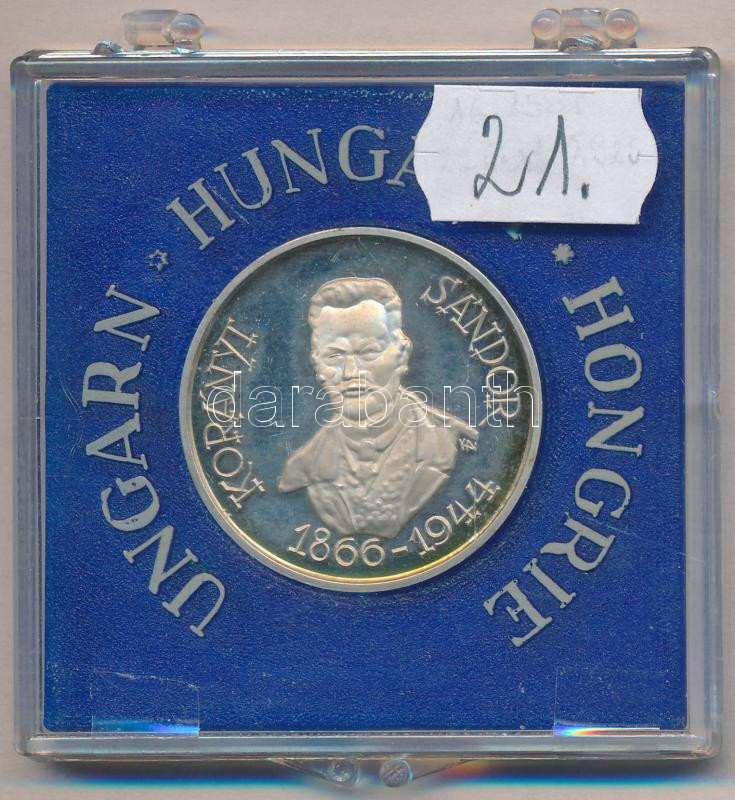 21.
UNGARN * HUNGA * HONGRIE
KORÁNYI
SÁNDOR
1866-1944
darabanth